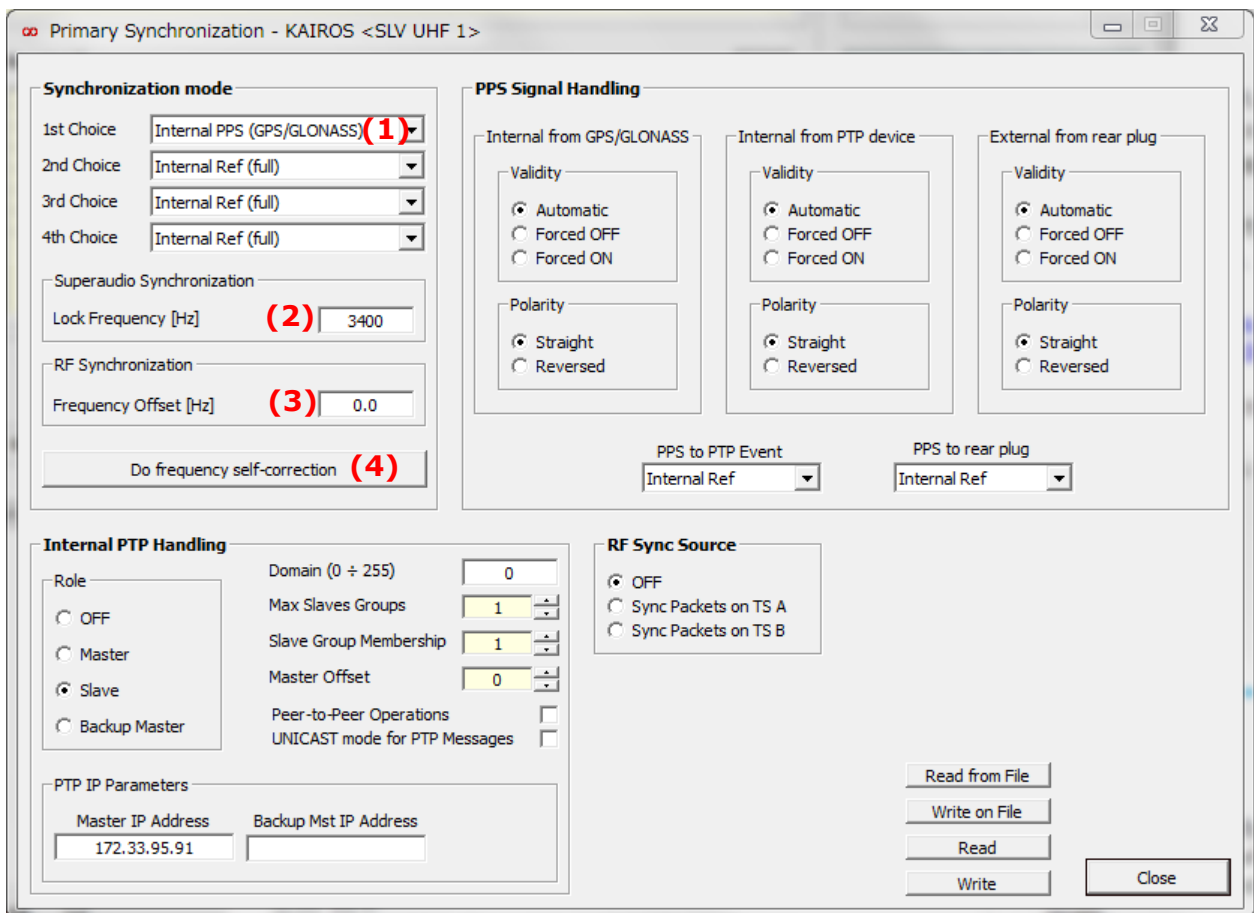 Primary Synchronization - KAIROS <SLV UHF 1>
Synchronization mode
1st Choice Internal PPS (GPS/GLONASS) (1)
2nd Choice Internal Ref (full)
3rd Choice Internal Ref (full)
4th Choice Internal Ref (full)
Superaudio Synchronization
Lock Frequency [Hz] (2) 3400
RF Synchronization
Frequency Offset [Hz] (3) 0.0
Do frequency self-correction (4)
PPS Signal Handling
Internal from GPS/GLONASS
Validity
Automatic
Forced OFF
Forced ON
Polarity
Straight
Reversed
Internal from PTP device
Validity
Automatic
Forced OFF
Forced ON
Polarity
Straight
Reversed
External from rear plug
Validity
Automatic
Forced OFF
Forced ON
Polarity
Straight
Reversed
PPS to PTP Event
Internal Ref
PPS to rear plug
Internal Ref
Internal PTP Handling
Role
OFF
Master
Slave
Backup Master
Domain (0 ÷ 255) 0
Max Slaves Groups 1
Slave Group Membership 1
Master Offset 0
Peer-to-Peer Operations
UNICAST mode for PTP Messages
PTP IP Parameters
Master IP Address
172.33.95.91
Backup Mst IP Address
RF Sync Source
OFF
Sync Packets on TS A
Sync Packets on TS B
Read from File
Write on File
Read
Write
Close